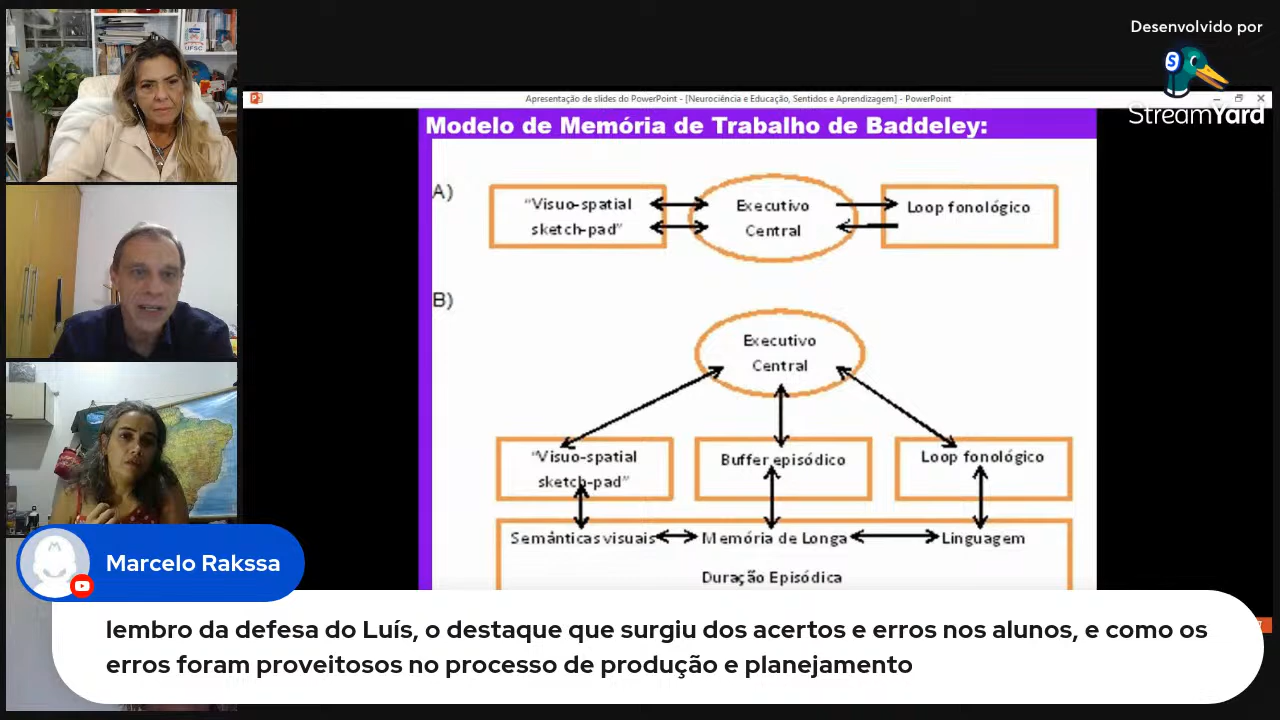 Desenvolvido por
StreamYard
Apresentação de slides do PowerPoint - [Neurociência e Educação, Sentidos e Aprendizagem] - PowerPoint
Modelo de Memória de Trabalho de Baddeley:
A)
"Visuo-spatial
sketch-pad"
Executivo
Central
Loop fonológico
B)
Executivo
Central
"Visuo-spatial
sketch-pad"
Buffer episódico
Loop fonológico
Semânticas visuais
Memória de Longa
Duração Episódica
Linguagem
UFSC
Marcelo Rakssa
lembro da defesa do Luís, o destaque que surgiu dos acertos e erros nos alunos, e como os
erros foram proveitosos no processo de produção e planejamento